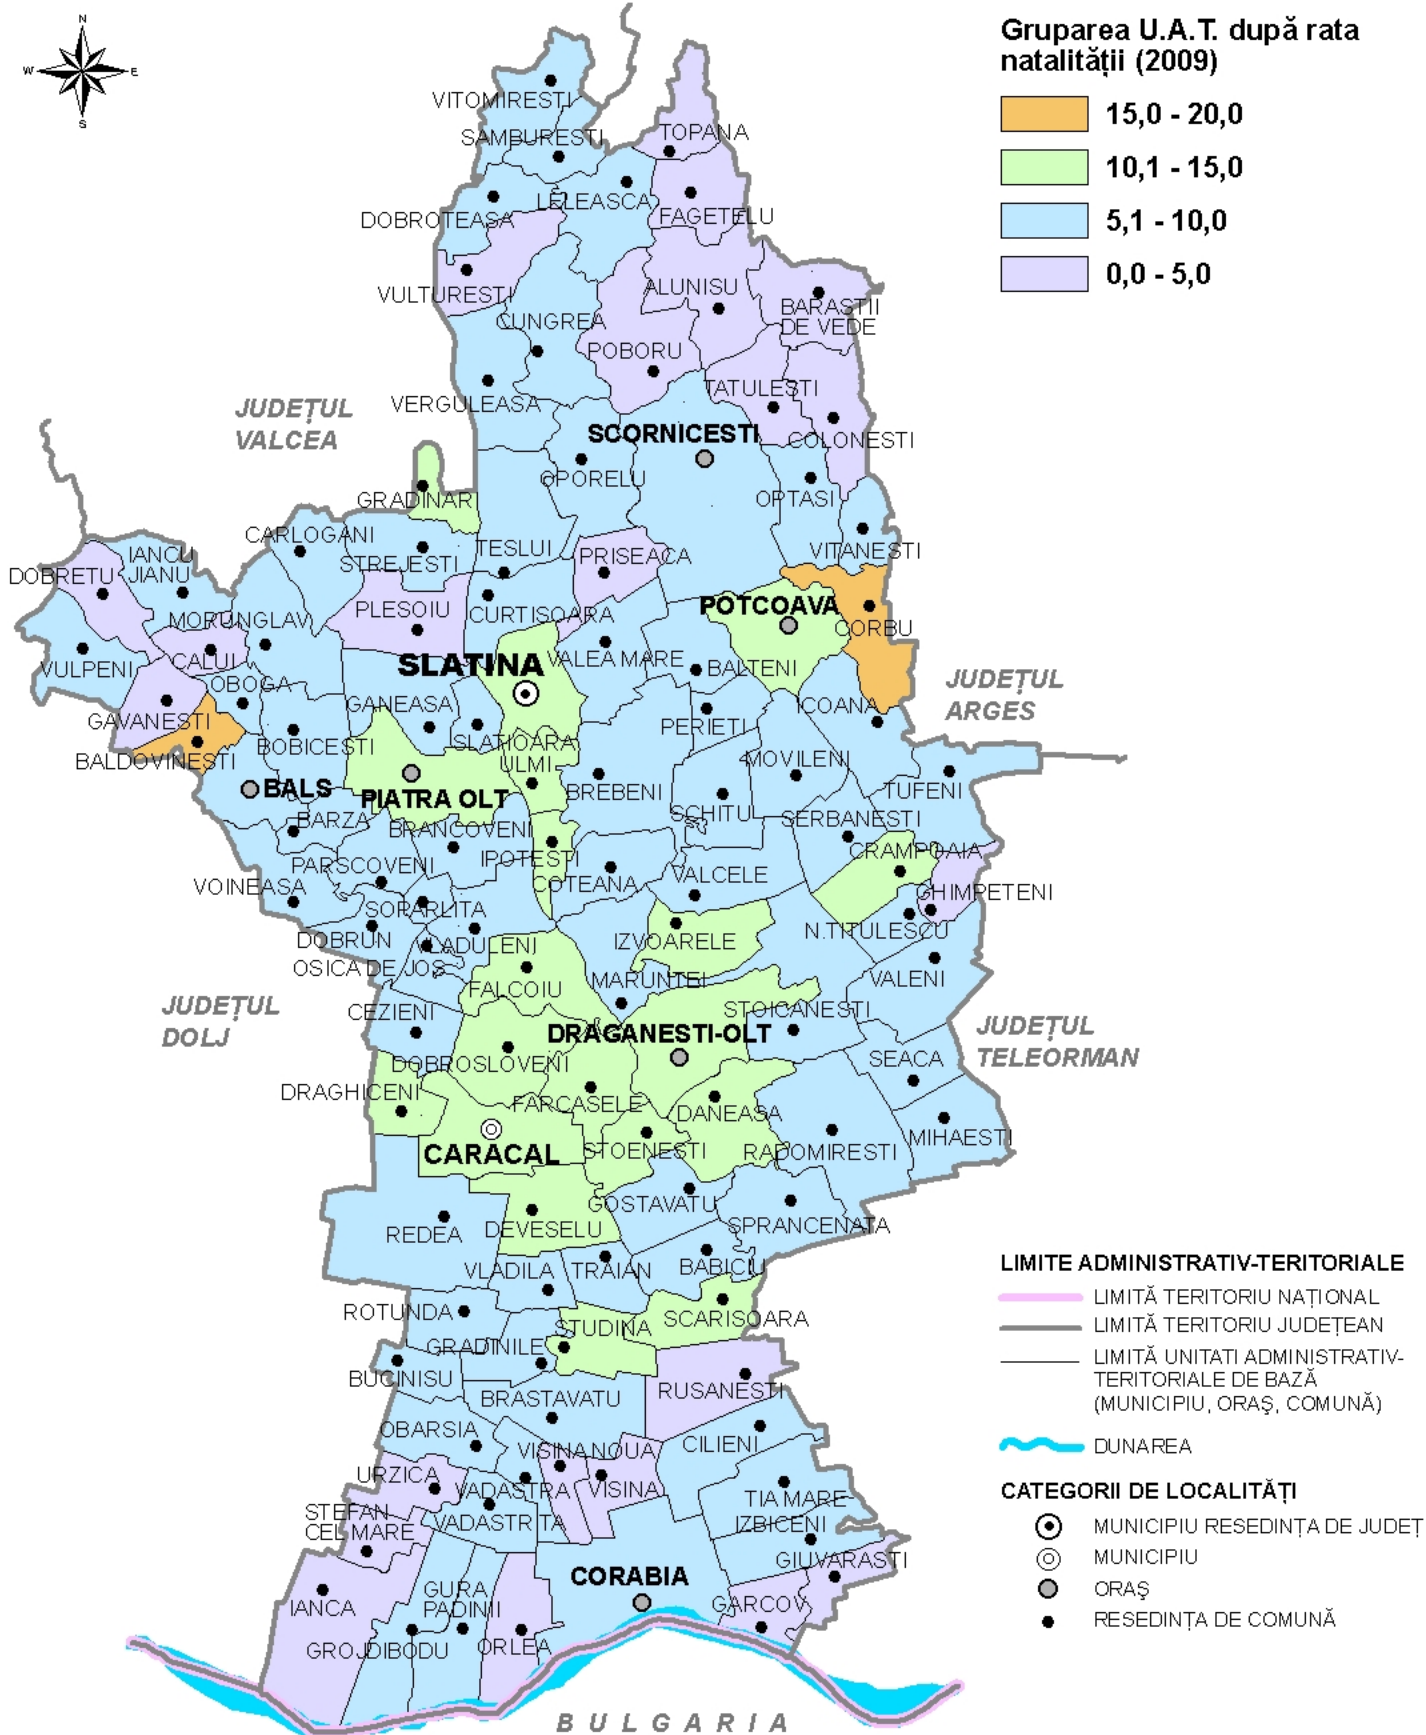 N
W
E
S
Gruparea U.A.T. după rata
natalității (2009)
15,0 - 20,0
10,1 - 15,0
5,1 - 10,0
0,0 - 5,0
VITOMIRESTI
SAMBURESTI
TOPANA
LELEASCA
DOBROTEASA
FAGETELU
VULTURESTI
ALUNISU
BARASTII
DE VEDE
CUNGREA
POBORU
TATULESTI
VERGULEASA
JUDEȚUL
VALCEA
SCORNICESTI
COLONESTI
OPORELU
OPTASI
GRADINARI
CARLOGANI
TESLUI
VITANESTI
IANCU
JIANU
STREJESTI
PRISEACA
DOBRETU
PLESOIU
CURTISOARA
POTCOAVA
CORBU
MORUNGLAV
SLATINA
VALEA MARE
BALTENI
CALUI
VULPENI
OBOGA
JUDEȚUL
ARGES
GANEASA
ICOANA
GAVANESTI
PERIETI
BOBICESTI
SLATIOARA
BALDOVINESTI
ULMI
MOVILENI
BALS
PIATRA OLT
BREBENI
TUFENI
SCHITU
BARZA
BRANCOVENI
SERBANESTI
CRAMPOAIA
PARSCOVENI
IPOTESTI
COTEANA
VALCELE
VOINEASA
GHIMPETENI
SOPARLITA
N.TITULESCU
DOBRUN
VLADULENI
IZVOARELE
OSICA DE JOS
VALENI
FALCOIU
MARUNTEI
JUDEȚUL
DOLJ
CEZIENI
STOICANESTI
DRAGANESTI-OLT
JUDEȚUL
TELEORMAN
DOBROSLOVENI
SEACA
DRAGHICENI
FARCASELE
DANEASA
MIHAESTI
CARACAL
STOENESTI
RADOMIRESTI
GOSTAVATU
REDEA
DEVESELU
SPRANCENATA
VLADILA
TRAIAN
BABICIU
ROTUNDA
STUDINA
SCARISOARA
GRADINILE
BUCINISU
RUSANESTI
BRASTAVATU
OBARSIA
VISINA NOUA
CILIENI
URZICA
VADASTRA
VISINA
TIA MARE
STEFAN
CEL MARE
VADASTRITA
IZBICENI
GIUVARASTI
CORABIA
GURA
PADINII
GARCOV
IANCA
GROJDIBODU
ORLEA
BULGARIA
LIMITE ADMINISTRATIV-TERITORIALE
LIMITĂ TERITORIU NAȚIONAL
LIMITĂ TERITORIU JUDEȚEAN
LIMITĂ UNITATI ADMINISTRATIV-
TERITORIALE DE BAZĂ
(MUNICIPIU, ORAŞ, COMUNĂ)
DUNAREA
CATEGORII DE LOCALITĂȚI
MUNICIPIU RESEDINȚA DE JUDEȚ
MUNICIPIU
ORAŞ
RESEDINȚA DE COMUNĂ